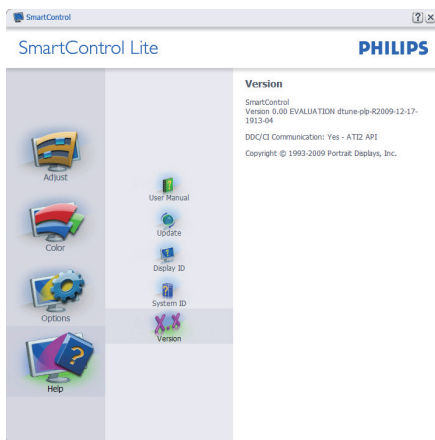 SmartControl
SmartControl Lite
PHILIPS
Adjust
Color
Options
Help
User Manual
Update
Display ID
System ID
Version
Version
SmartControl
Version 0.00 EVALUATION dtune-plp-R2009-12-17-
1913-04
DDC/CI Communication: Yes - ATI2 API
Copyright © 1993-2009 Portrait Displays, Inc.